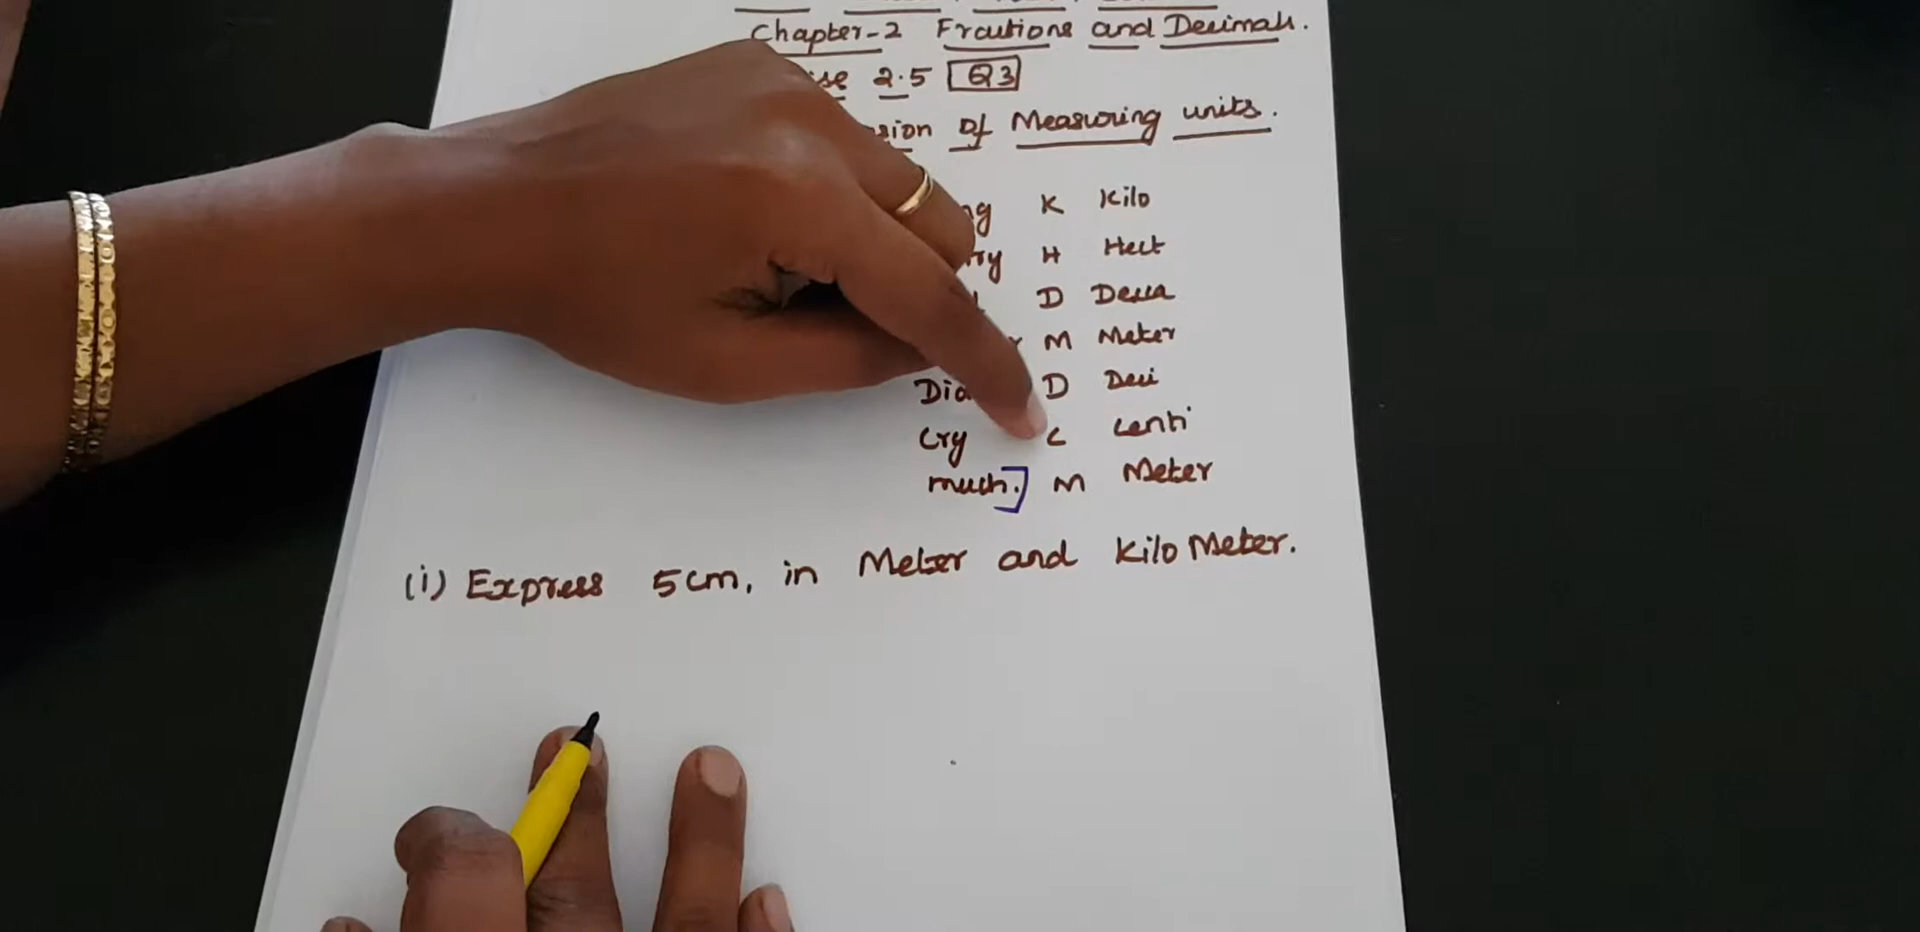 Chapter-2 Fractions and Decimals.
2.5 Q3
of Measuring units.
K Kilo
H Hect
D Deca
M Meter
D Deci
Cry C Centi
much.] M Meter
(i) Express 5cm, in Meter and Kilo Meter.